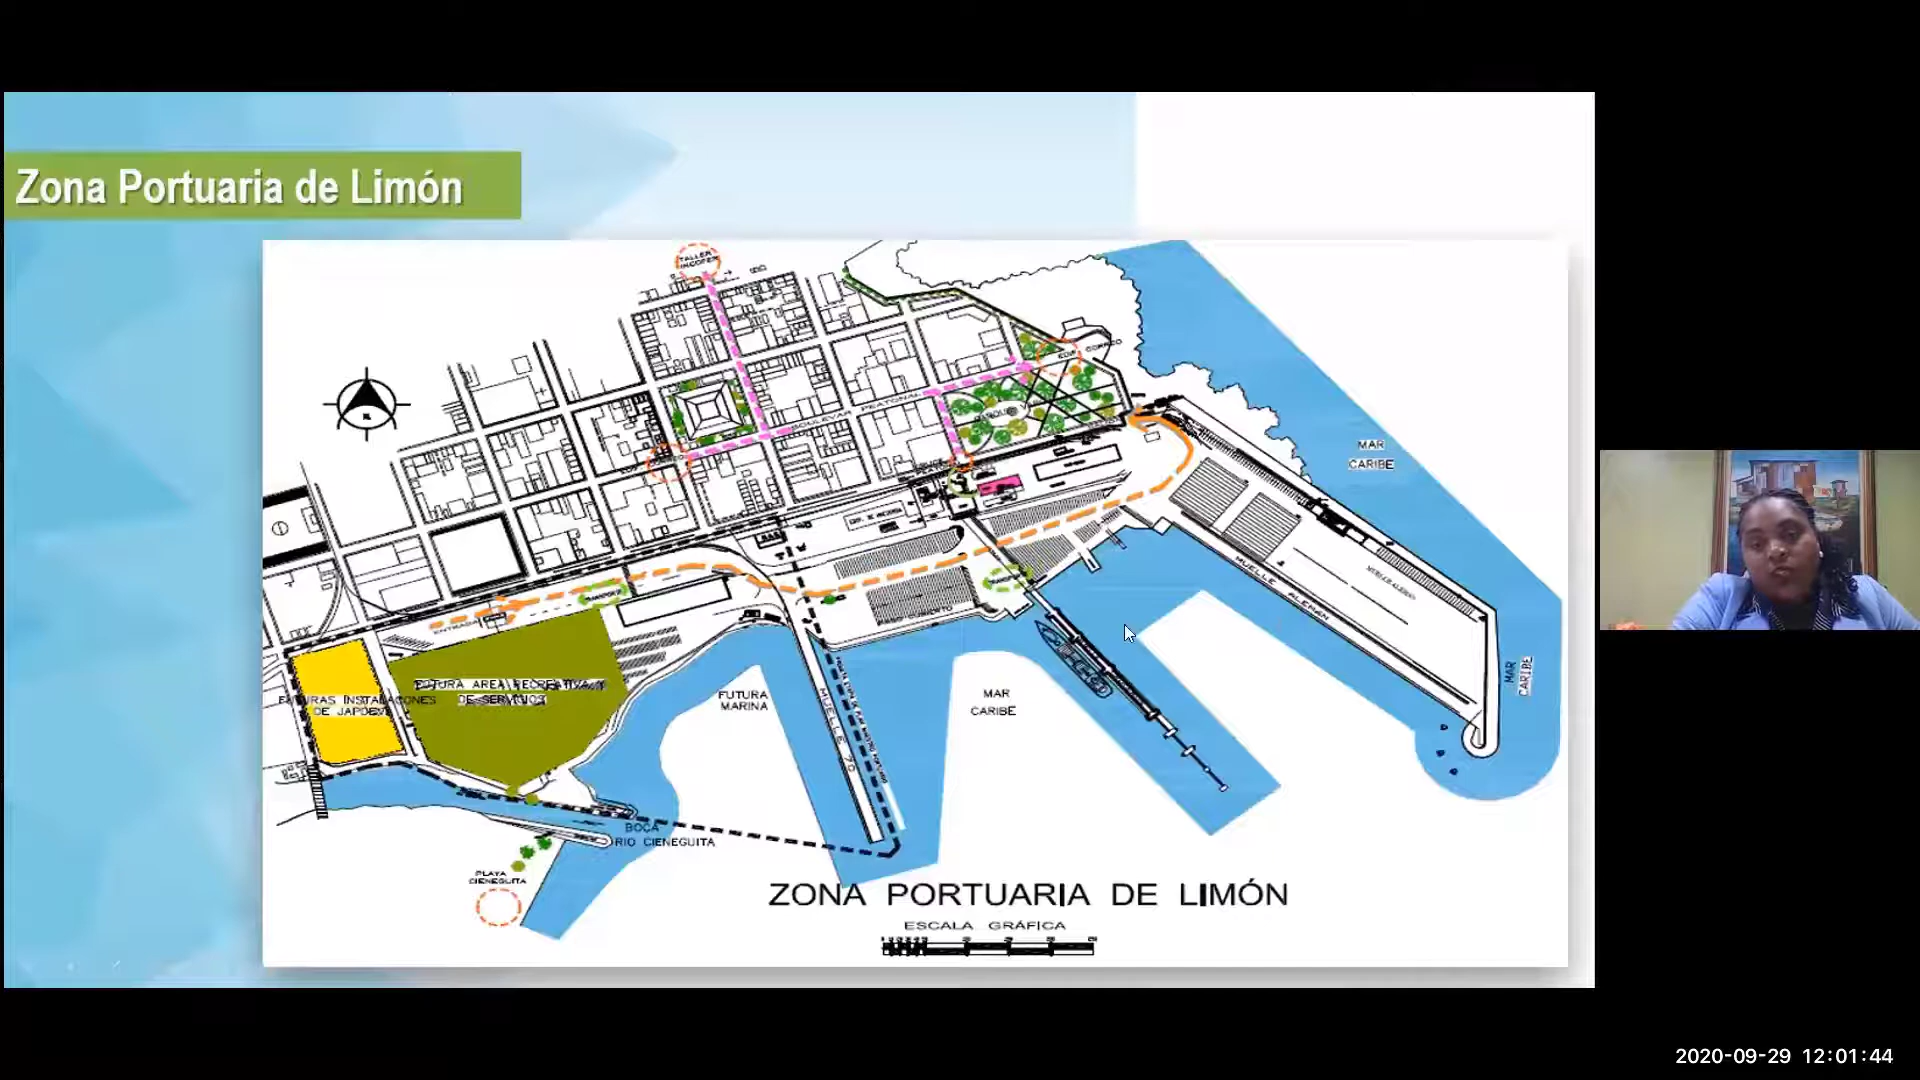 Zona Portuaria de Limón
TALLER
INCOFER
EDIF. CORREO
MAR
CARIBE
BOULEVAR PEATONAL
PARQUE
MUELLE ALEMAN
ENTRADA
FUTURA AREA RECREATIVA Y
DE SERVICIOS
FUTURAS INSTALACIONES
DE JAPDEVA
FUTURA
MARINA
MUELLE 70
MAR
CARIBE
MAR
CARIBE
BOCA
RIO CIENEGUITA
PLAYA
CIENEGUITA
ZONA PORTUARIA DE LIMÓN
ESCALA GRÁFICA
2020-09-29 12:01:44